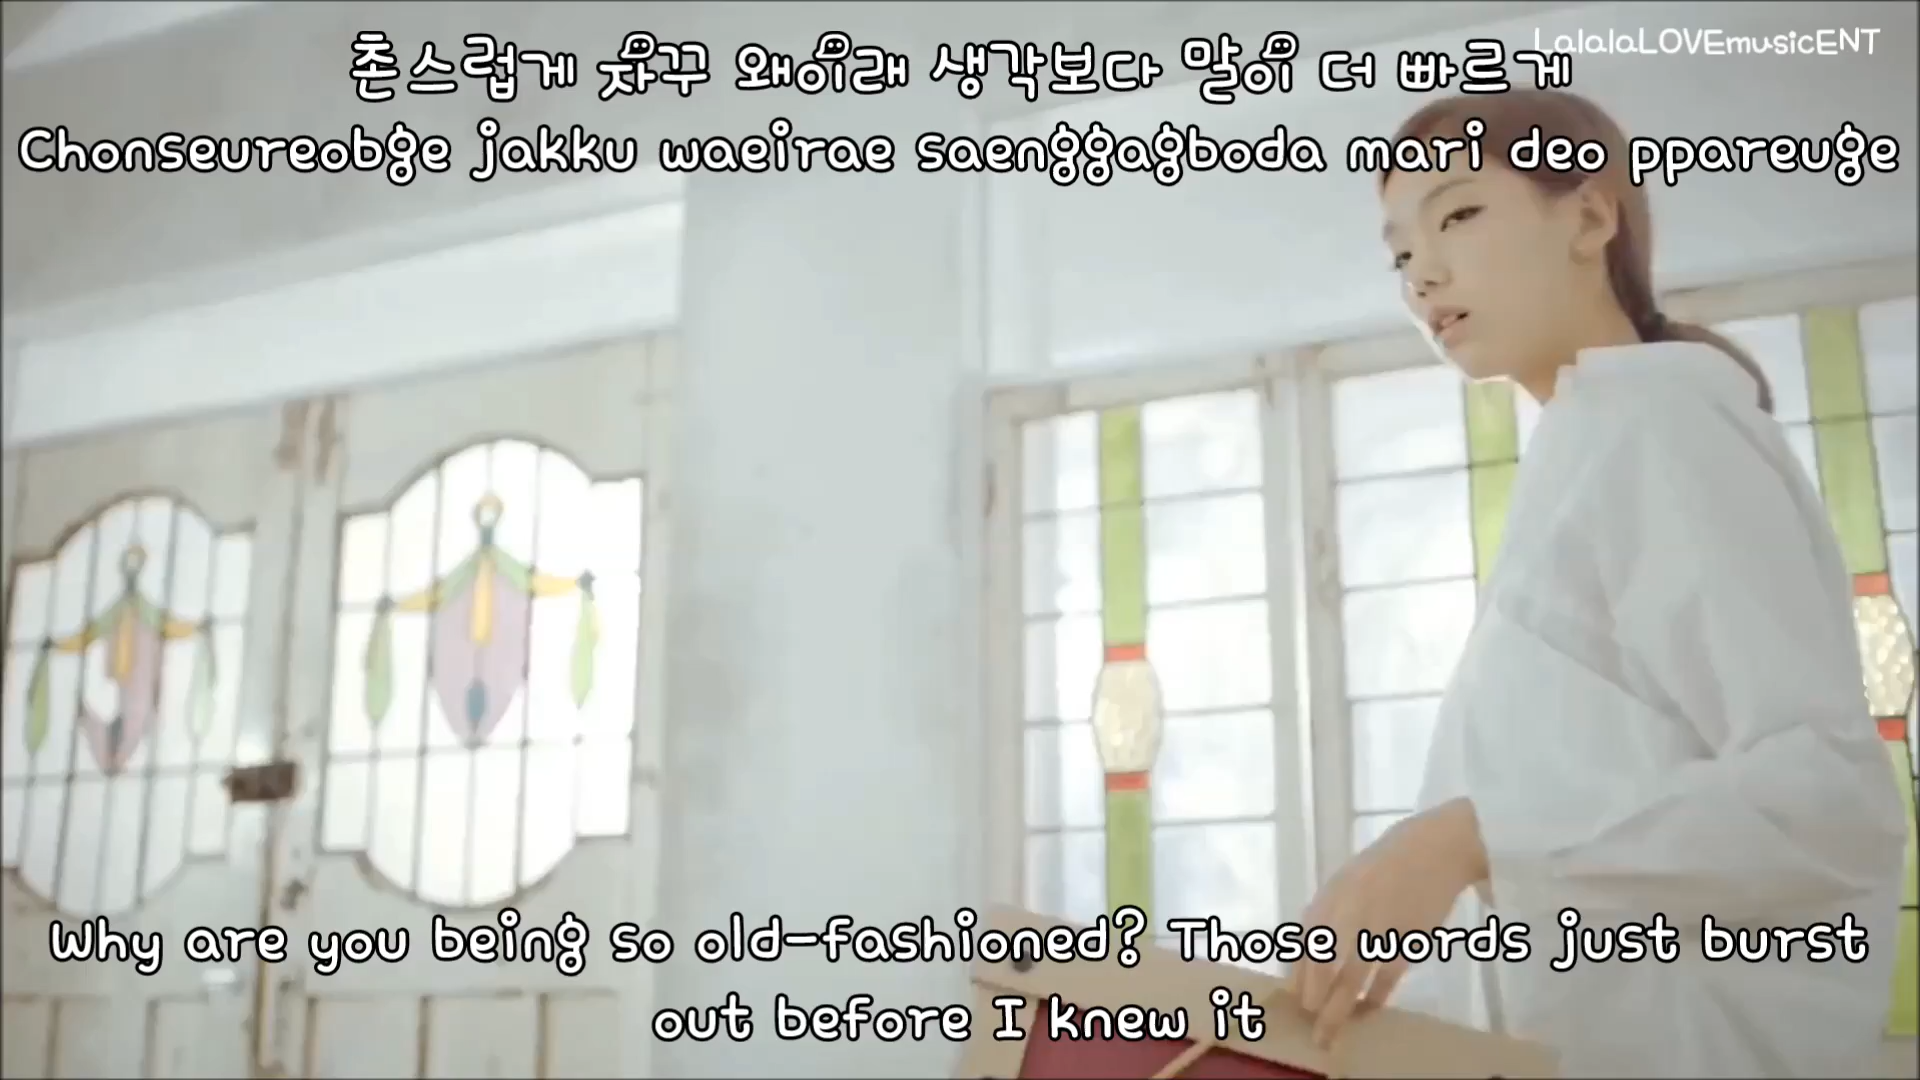 LalalaLOVEmusicENT
촌스럽게 자꾸 왜이래 생각보다 말이 더 빠르게
Chonseureobge jakku waeirae saenggagboda mari deo ppareuge
Why are you being so old-fashioned? Those words just burst
out before I knew it